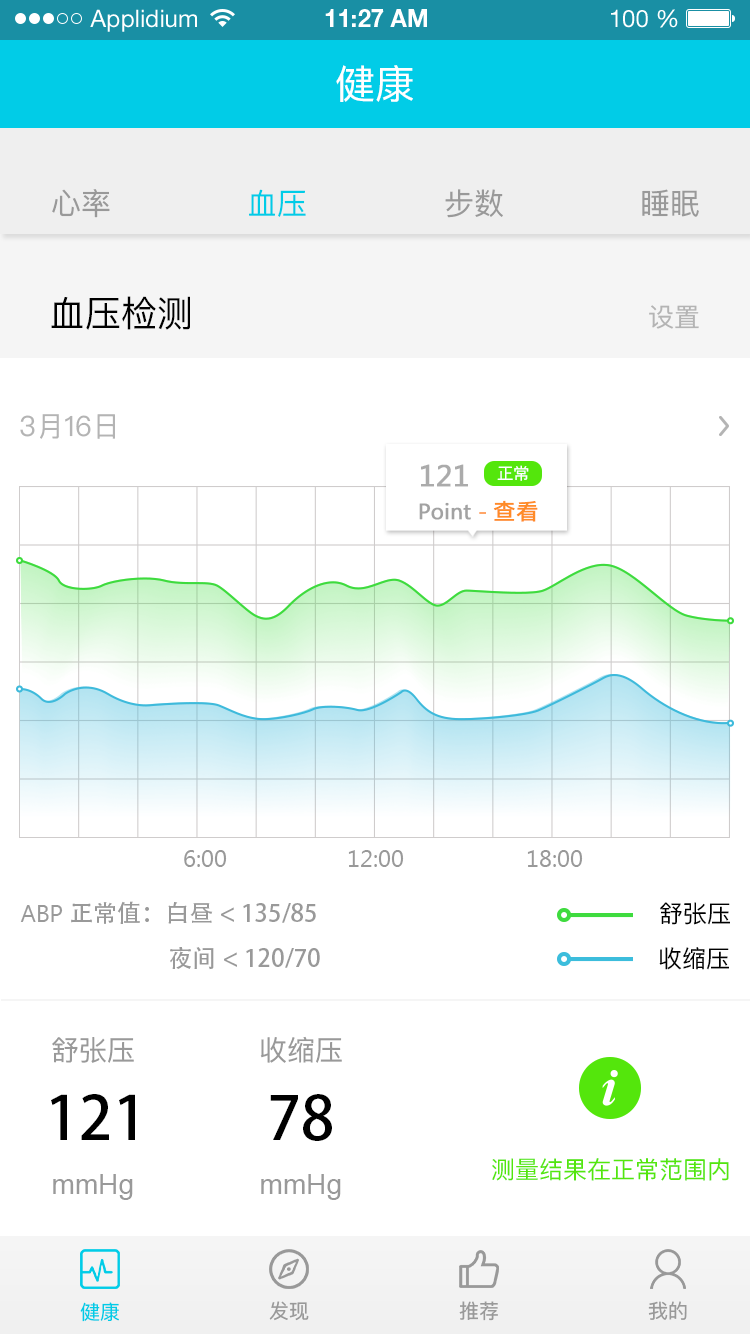 Applidium 11:27 AM 100 %
健康
心率 血压 步数 睡眠
血压检测 设置
3月16日
121 正常
Point - 查看
6:00 12:00 18:00
ABP 正常值：白昼 < 135/85 舒张压
夜间 < 120/70 收缩压
舒张压 收缩压
121 78
mmHg mmHg
i
测量结果在正常范围内
健康 发现 推荐 我的